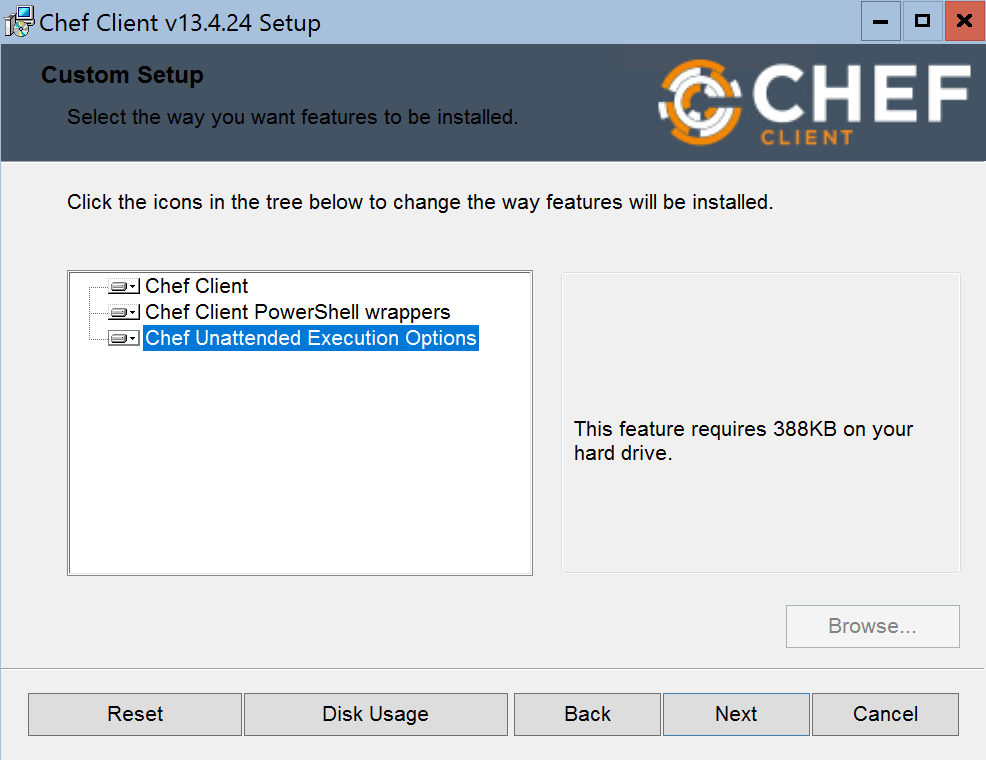 Chef Client v13.4.24 Setup
Custom Setup
Select the way you want features to be installed.
CHEF
CLIENT
Click the icons in the tree below to change the way features will be installed.
Chef Client
Chef Client PowerShell wrappers
Chef Unattended Execution Options
This feature requires 388KB on your
hard drive.
Browse...
Reset
Disk Usage
Back
Next
Cancel